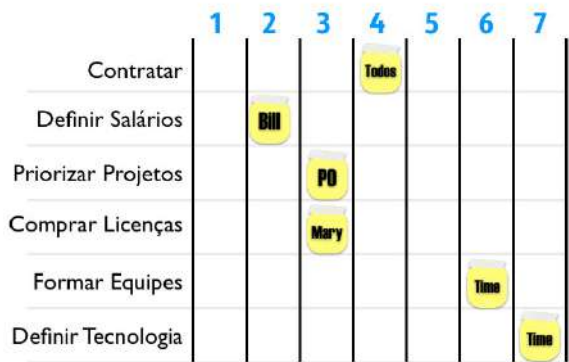 1 2 3 4 5 6 7
Contratar Todos
Definir Salários Bill
Priorizar Projetos PO
Comprar Licenças Mary
Formar Equipes Time
Definir Tecnologia Time